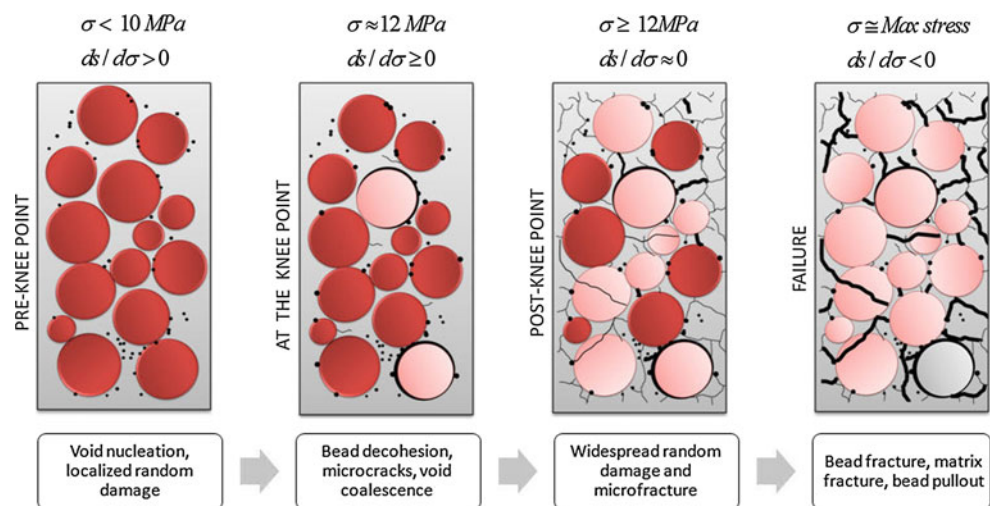 σ < 10 MPa
ds/dσ>0
σ≈12 MPa
ds/dσ≥0
σ≥ 12MPa
ds/dσ≈0
σ≅Max stress
ds/dσ<0
PRE-KNEE POINT
AT THE KNEE POINT
POST-KNEE POINT
FAILURE
Void nucleation,
localized random
damage
Bead decohesion,
microcracks, void
coalescence
Widespread random
damage and
microfracture
Bead fracture, matrix
fracture, bead pullout